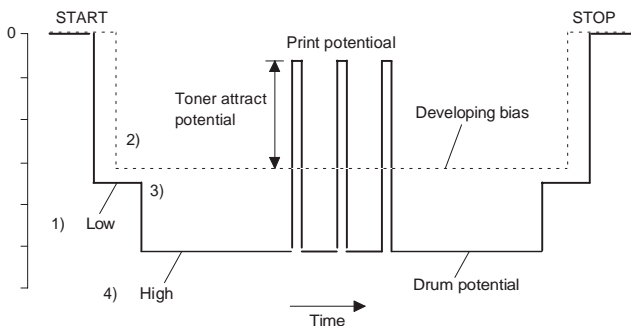 START
STOP
0
Print potentioal
Toner attract
potential
Developing bias
2)
3)
1)
Low
4)
High
Drum potential
Time